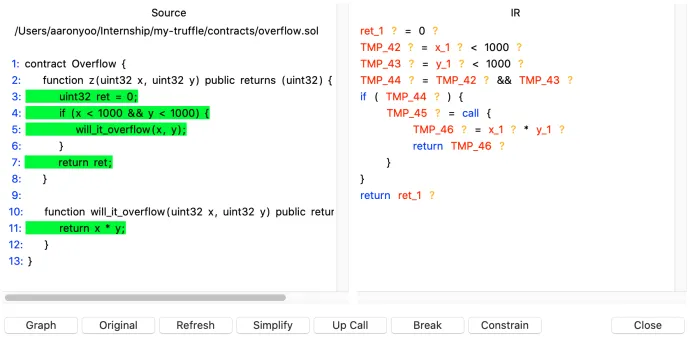 Source
/Users/aaronyoo/Internship/my-truffle/contracts/overflow.sol
1: contract Overflow {
2: function z(uint32 x, uint32 y) public returns (uint32) {
3: uint32 ret = 0;
4: if (x < 1000 && y < 1000) {
5: will_it_overflow(x, y);
6: }
7: return ret;
8: }
9:
10: function will_it_overflow(uint32 x, uint32 y) public retur
11: return x * y;
12: }
13: }
IR
ret_1 ? = 0 ?
TMP_42 ? = x_1 ? < 1000 ?
TMP_43 ? = y_1 ? < 1000 ?
TMP_44 ? = TMP_42 ? && TMP_43 ?
if ( TMP_44 ? ) {
TMP_45 ? = call {
TMP_46 ? = x_1 ? * y_1 ?
return TMP_46 ?
}
}
return ret_1 ?
Graph
Original
Refresh
Simplify
Up Call
Break
Constrain
Close